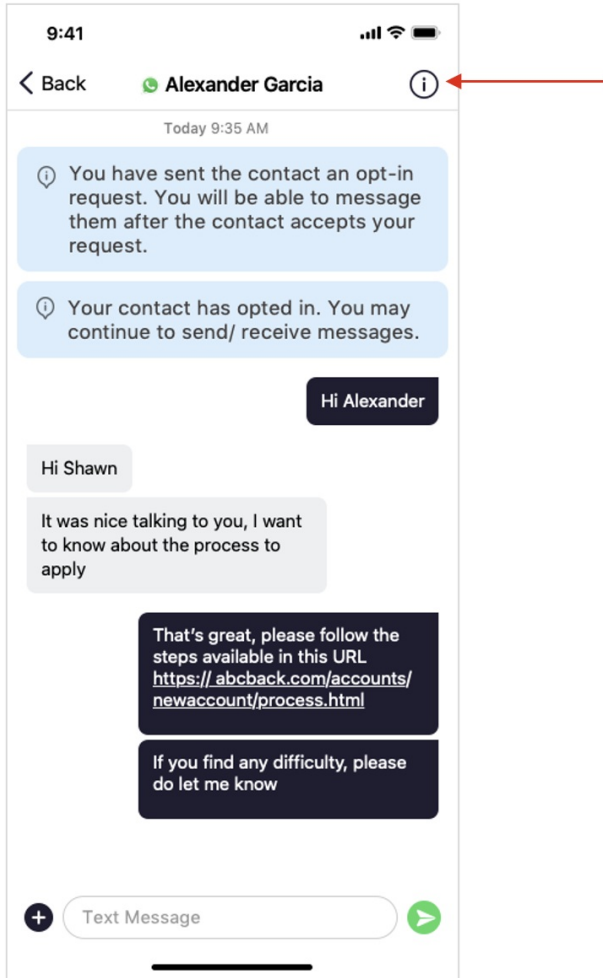 9:41
Back
Alexander Garcia
Today 9:35 AM
You have sent the contact an opt-in
request. You will be able to message
them after the contact accepts your
request.
Your contact has opted in. You may
continue to send/ receive messages.
Hi Alexander
Hi Shawn
It was nice talking to you, I want
to know about the process to
apply
That's great, please follow the
steps available in this URL
https:// abcback.com/accounts/
newaccount/process.html
If you find any difficulty, please
do let me know
Text Message